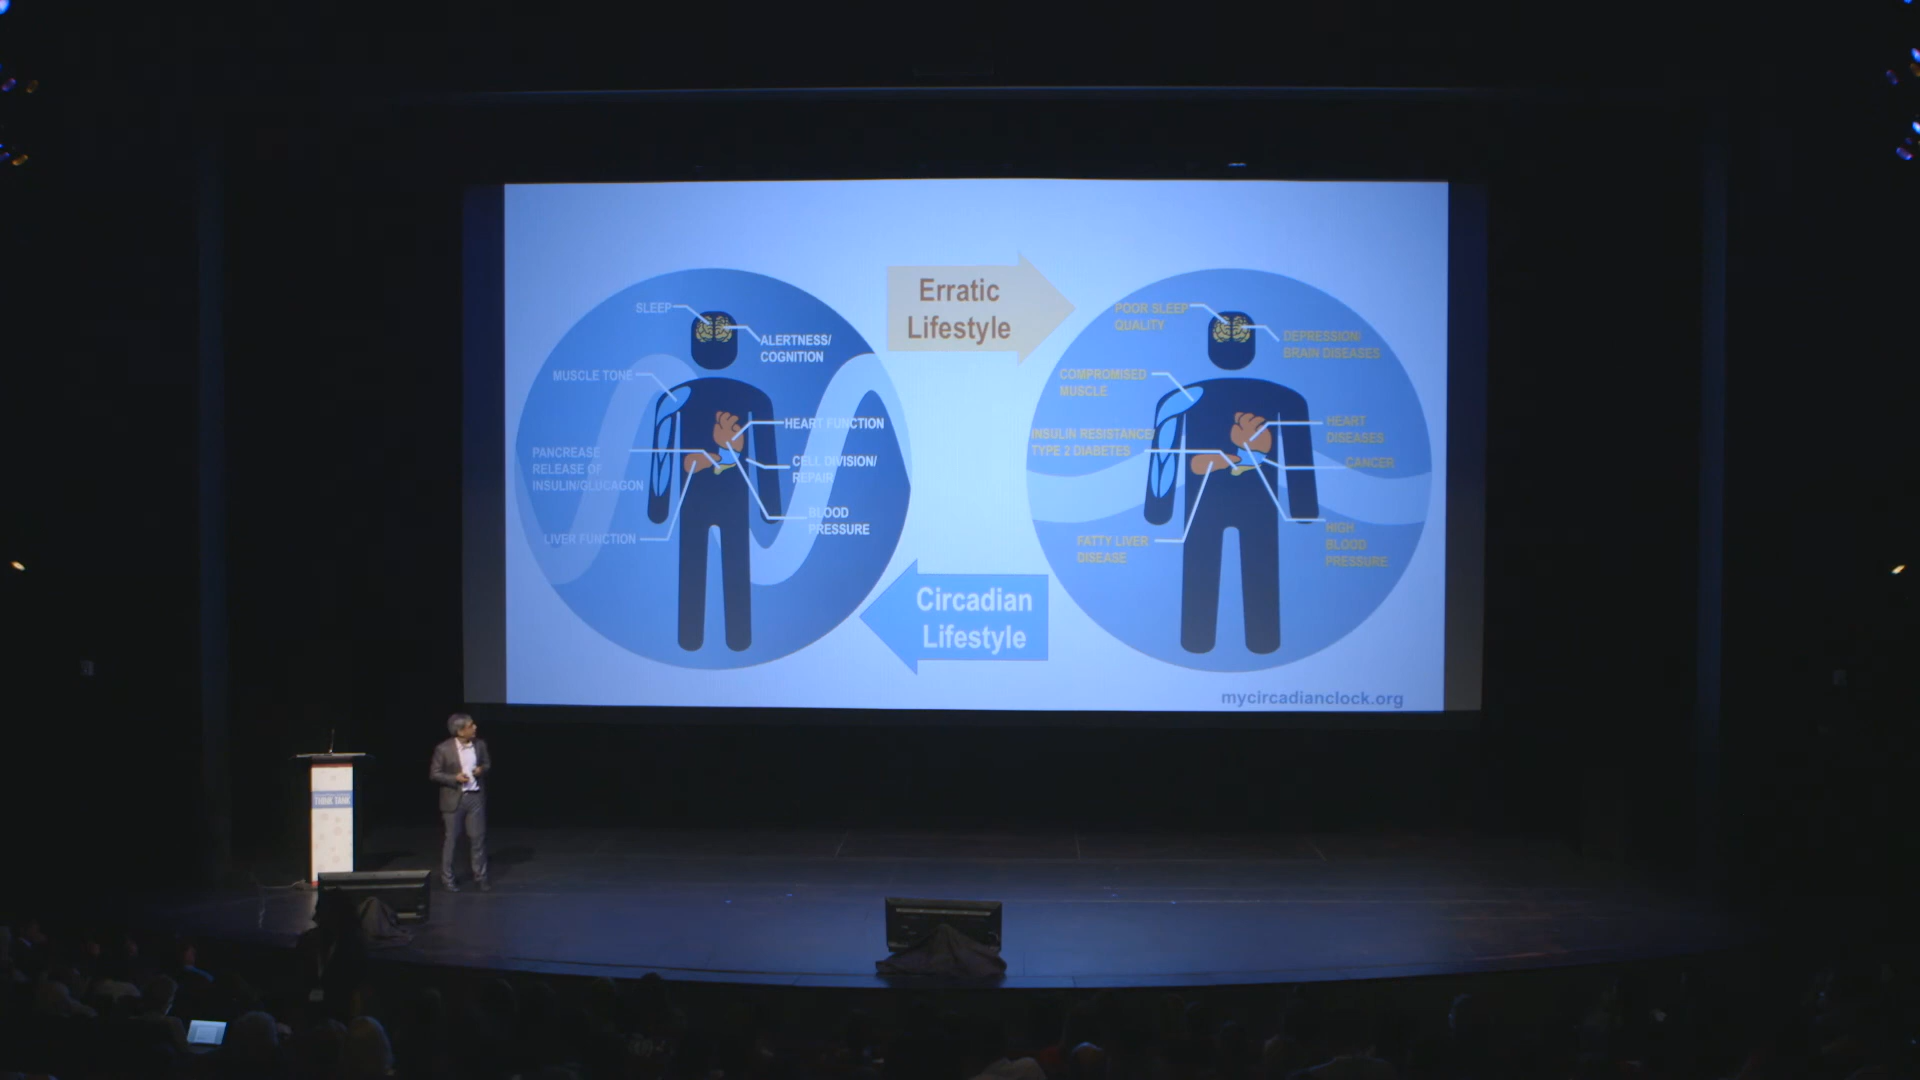 SLEEP
ALERTNESS/
COGNITION
MUSCLE TONE
HEART FUNCTION
PANCREASE
RELEASE OF
INSULIN/GLUCAGON
CELL DIVISION/
REPAIR
BLOOD
PRESSURE
LIVER FUNCTION
Erratic
Lifestyle
Circadian
Lifestyle
POOR SLEEP
QUALITY
DEPRESSION/
BRAIN DISEASES
COMPROMISED
MUSCLE
HEART
DISEASES
INSULIN RESISTANCE/
TYPE 2 DIABETES
CANCER
HIGH
BLOOD
PRESSURE
FATTY LIVER
DISEASE
mycircadianclock.org
THINK TANK